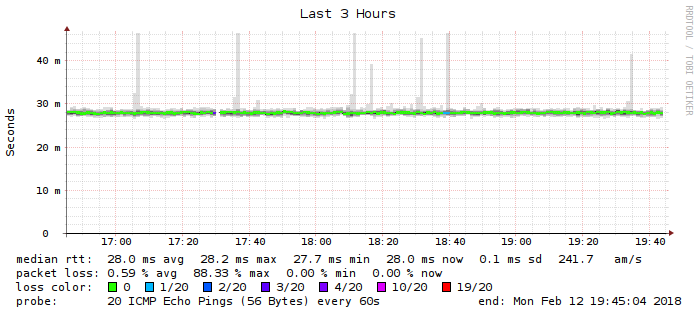 Last 3 Hours
RRDTOOL / TOBI OETIKER
Seconds
40 m
30 m
20 m
10 m
0
17:00 17:20 17:40 18:00 18:20 18:40 19:00 19:20 19:40
median rtt: 28.0 ms avg 28.2 ms max 27.7 ms min 28.0 ms now 0.1 ms sd 241.7 am/s
packet loss: 0.59 % avg 88.33 % max 0.00 % min 0.00 % now
loss color: 0 1/20 2/20 3/20 4/20 10/20 19/20
probe: 20 ICMP Echo Pings (56 Bytes) every 60s end: Mon Feb 12 19:45:04 2018